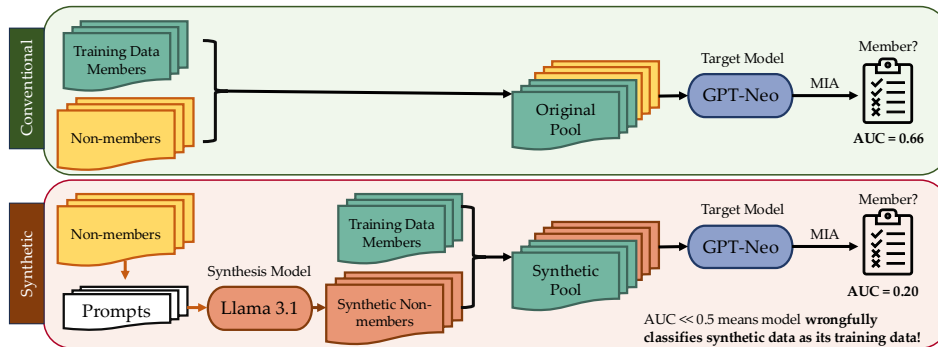 Conventional
Training Data
Members
Non-members
Original
Pool
Target Model
GPT-Neo
MIA
Member?
AUC = 0.66
Synthetic
Non-members
Prompts
Synthesis Model
Llama 3.1
Training Data
Members
Synthetic Non-
members
Synthetic
Pool
Target Model
GPT-Neo
MIA
Member?
AUC = 0.20
AUC << 0.5 means model wrongfully
classifies synthetic data as its training data!